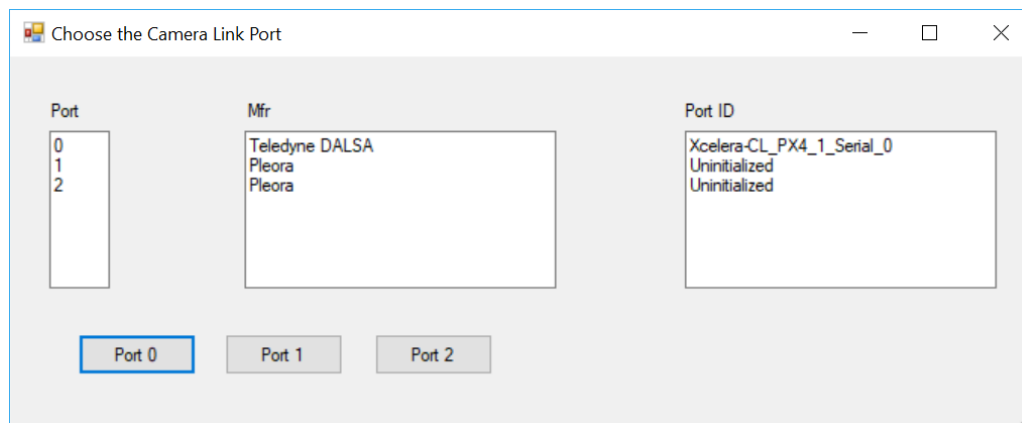 Choose the Camera Link Port
Port Mfr Port ID
0 Teledyne DALSA Xcelera-CL_PX4_1_Serial_0
1 Pleora Uninitialized
2 Pleora Uninitialized
Port 0 Port 1 Port 2